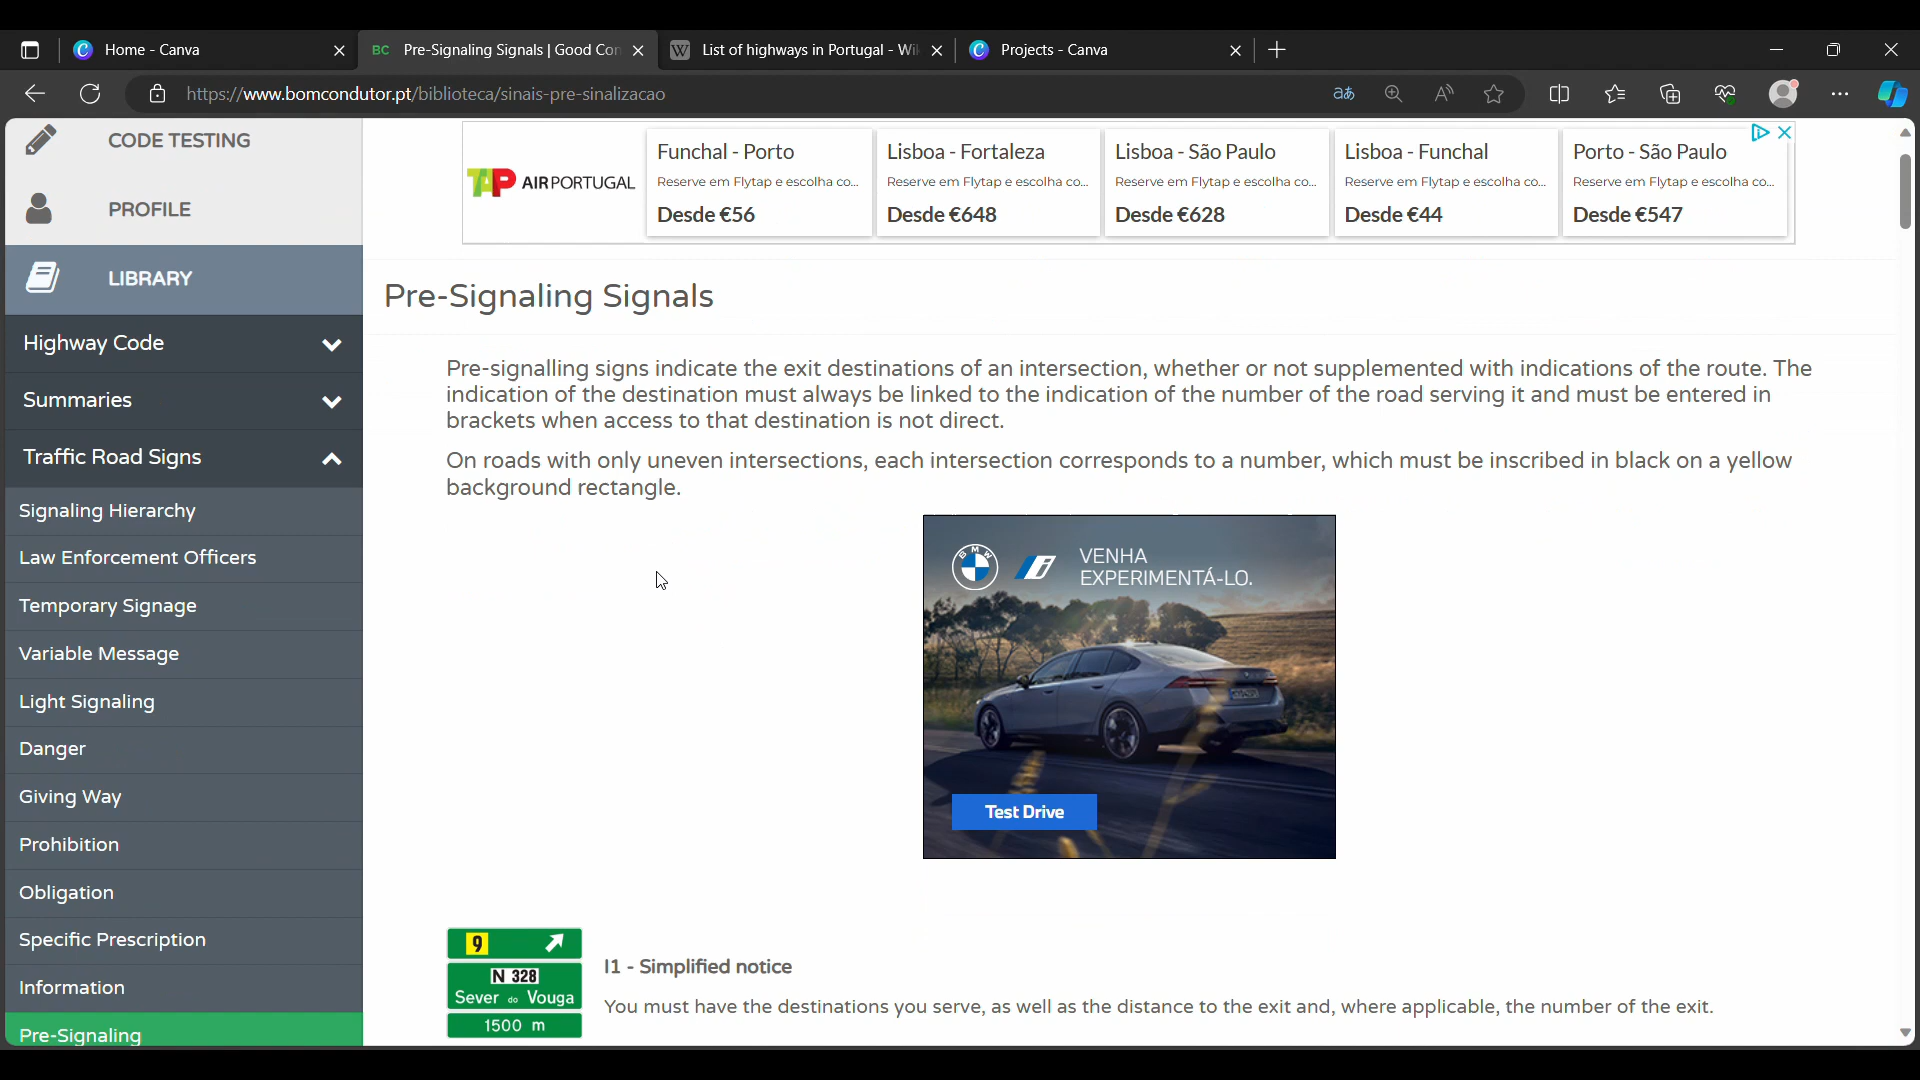 Home - Canva
BC Pre-Signaling Signals | Good Con
W List of highways in Portugal - Wi
Projects - Canva
https://www.bomcondutor.pt/biblioteca/sinais-pre-sinalizacao
CODE TESTING
PROFILE
LIBRARY
Highway Code
Summaries
Traffic Road Signs
Signaling Hierarchy
Law Enforcement Officers
Temporary Signage
Variable Message
Light Signaling
Danger
Giving Way
Prohibition
Obligation
Specific Prescription
Information
Pre-Signaling
TAP AIRPORTUGAL
Funchal - Porto
Reserve em Flytap e escolha co...
Desde €56
Lisboa - Fortaleza
Reserve em Flytap e escolha co...
Desde €648
Lisboa - São Paulo
Reserve em Flytap e escolha co...
Desde €628
Lisboa - Funchal
Reserve em Flytap e escolha co...
Desde €44
Porto - São Paulo
Reserve em Flytap e escolha co...
Desde €547
Pre-Signaling Signals
Pre-signalling signs indicate the exit destinations of an intersection, whether or not supplemented with indications of the route. The
indication of the destination must always be linked to the indication of the number of the road serving it and must be entered in
brackets when access to that destination is not direct.
On roads with only uneven intersections, each intersection corresponds to a number, which must be inscribed in black on a yellow
background rectangle.
BMW i VENHA
EXPERIMENTÁ-LO.
Test Drive
9
N 328
Sever do Vouga
1500 m
I1 - Simplified notice
You must have the destinations you serve, as well as the distance to the exit and, where applicable, the number of the exit.